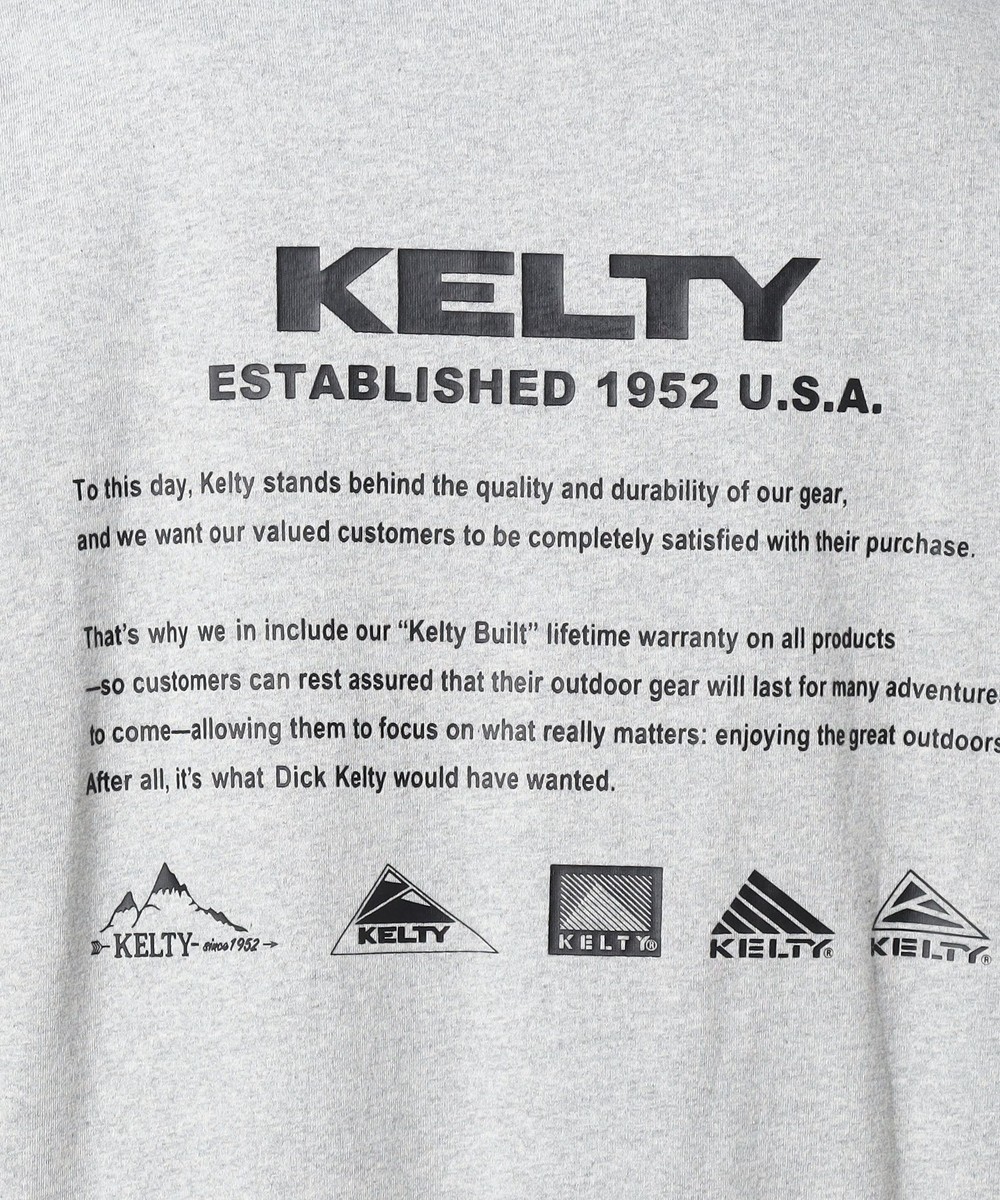 KELTY
ESTABLISHED 1952 U.S.A.
To this day, Kelty stands behind the quality and durability of our gear,
and we want our valued customers to be completely satisfied with their purchase.
That's why we in include our “Kelty Built” lifetime warranty on all products
—so customers can rest assured that their outdoor gear will last for many adventure
to come—allowing them to focus on what really matters: enjoying the great outdoors
After all, it's what Dick Kelty would have wanted.
KELTY since 1952
KELTY
KELTY®
KELTY®
KELTY®